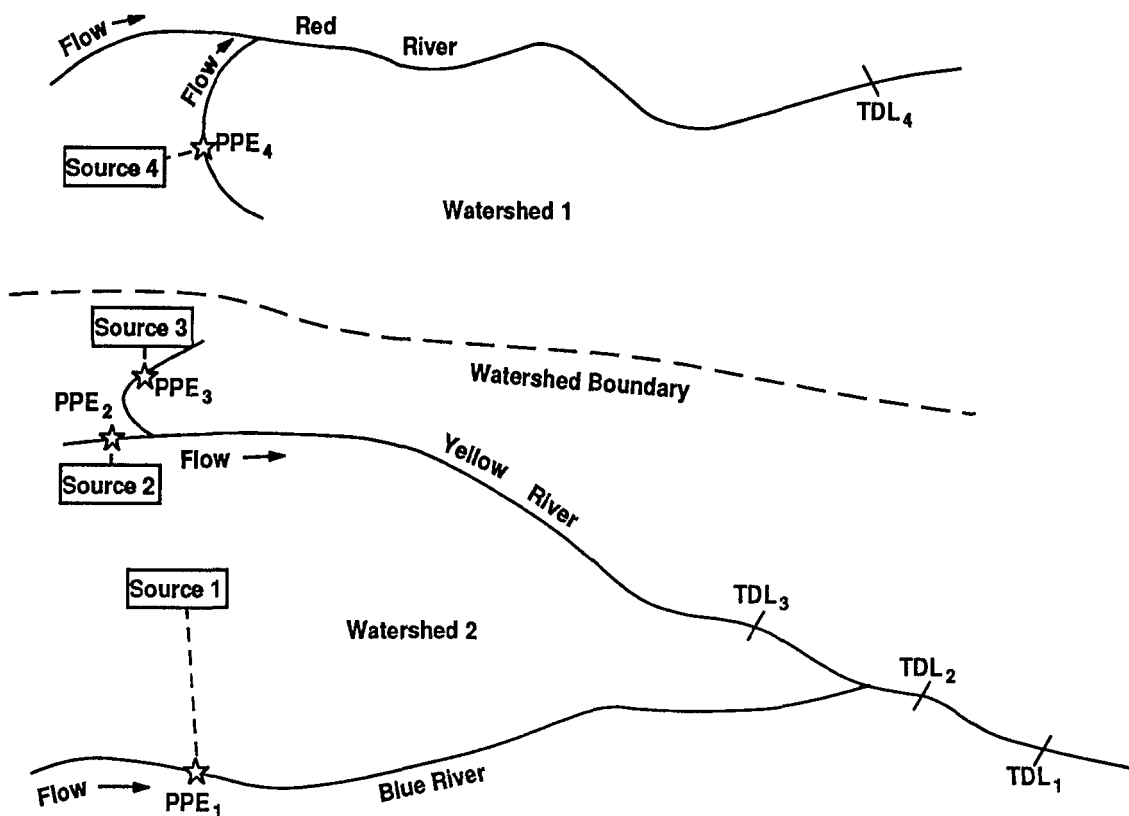 Flow
Red
River
Flow
TDL4
PPE4
Source 4
Watershed 1
Source 3
Watershed Boundary
PPE3
PPE2
Flow
Yellow
River
Source 2
Source 1
TDL3
Watershed 2
TDL2
TDL1
Blue River
Flow
PPE1